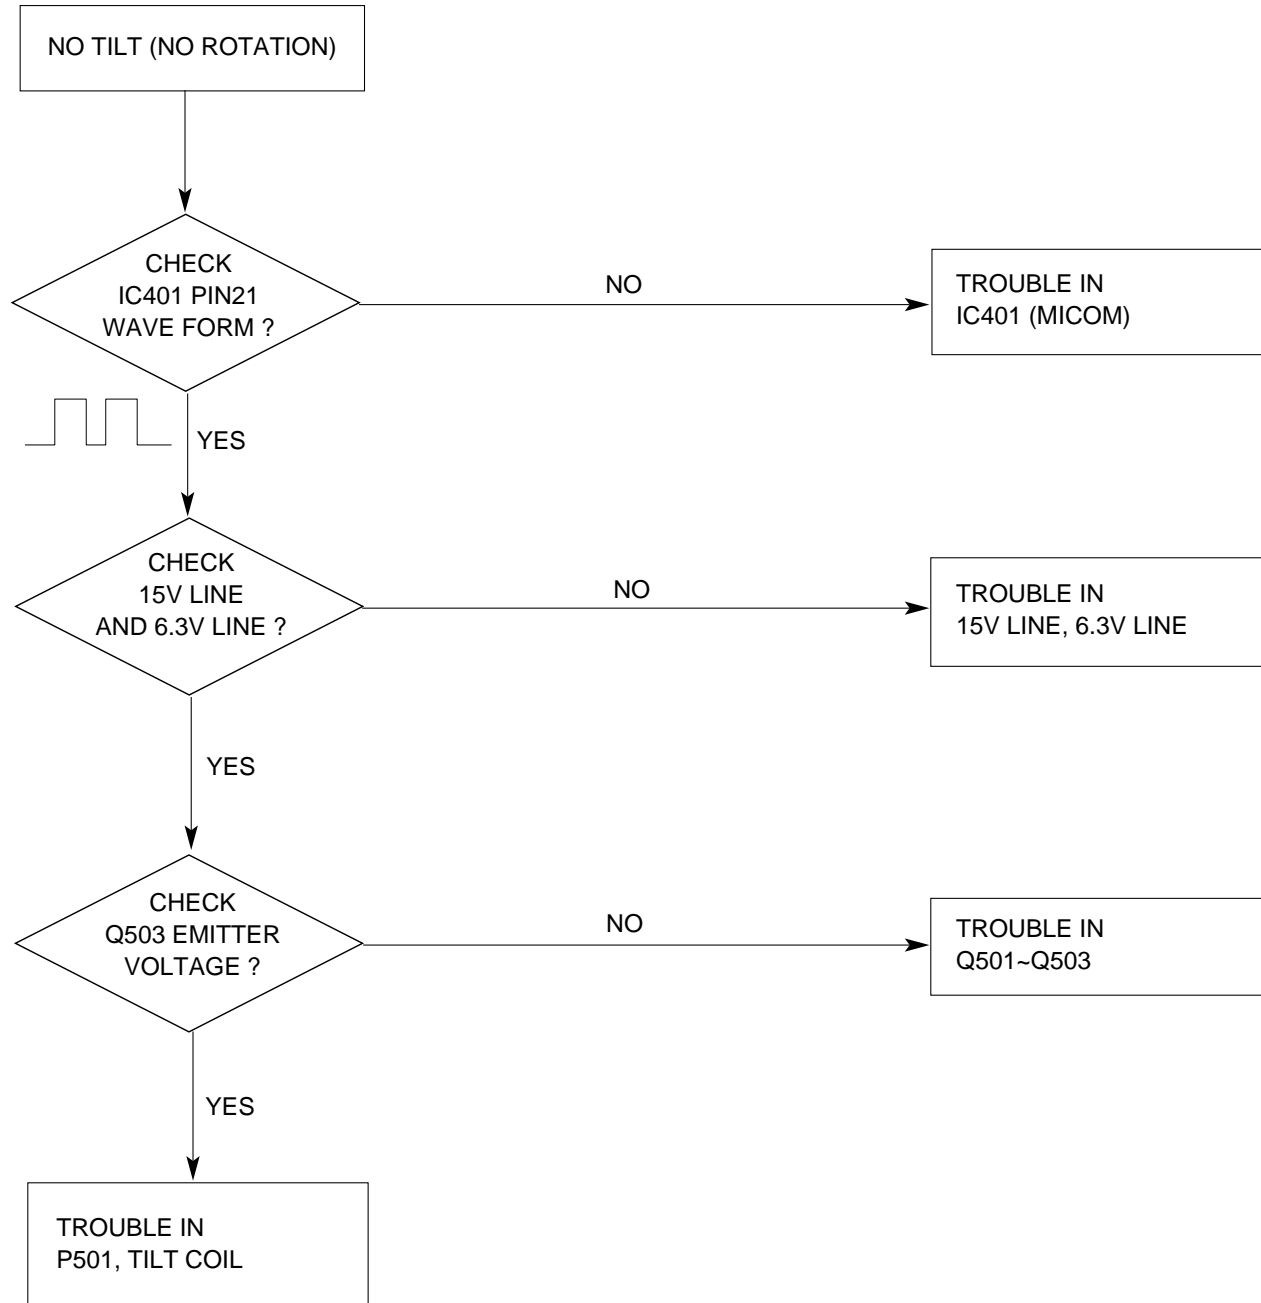 NO TILT (NO ROTATION)
CHECK
IC401 PIN21
WAVE FORM ?
NO
TROUBLE IN
IC401 (MICOM)
YES
CHECK
15V LINE
AND 6.3V LINE ?
NO
TROUBLE IN
15V LINE, 6.3V LINE
YES
CHECK
Q503 EMITTER
VOLTAGE ?
NO
TROUBLE IN
Q501~Q503
YES
TROUBLE IN
P501, TILT COIL